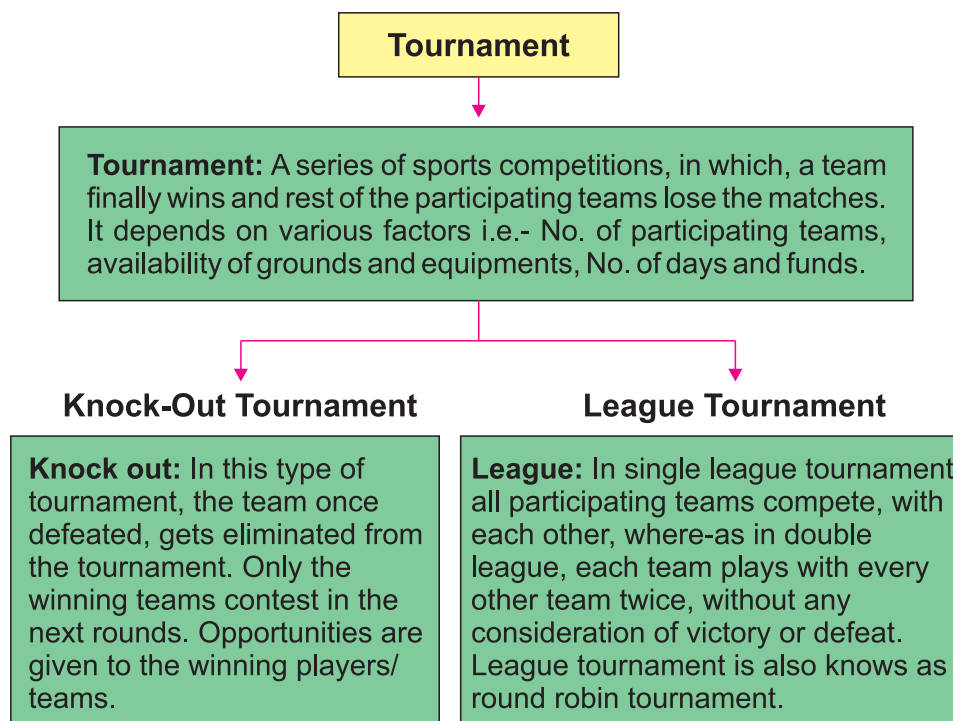 Tournament
Tournament: A series of sports competitions, in which, a team
finally wins and rest of the participating teams lose the matches.
It depends on various factors i.e.- No. of participating teams,
availability of grounds and equipments, No. of days and funds.
Knock-Out Tournament
Knock out: In this type of
tournament, the team once
defeated, gets eliminated from
the tournament. Only the
winning teams contest in the
next rounds. Opportunities are
given to the winning players/
teams.
League Tournament
League: In single league tournament
all participating teams compete, with
each other, where-as in double
league, each team plays with every
other team twice, without any
consideration of victory or defeat.
League tournament is also knows as
round robin tournament.